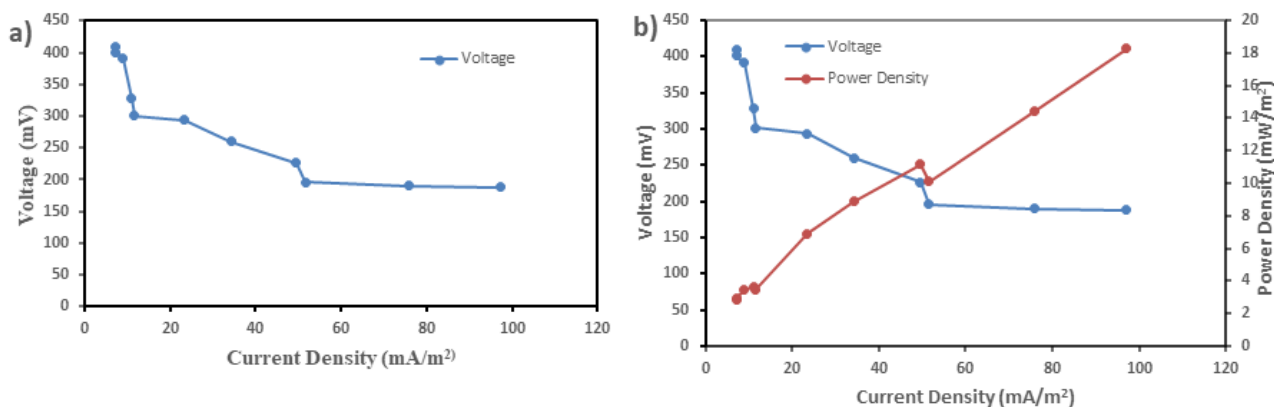 a)
450
400
350
300
250
200
150
100
50
0
Voltage (mV)
Voltage
0 20 40 60 80 100 120
Current Density (mA/m²)
b)
450
400
350
300
250
200
150
100
50
0
Voltage (mV)
Voltage
Power Density
20
18
16
14
12
10
8
6
4
2
0
Power Density (mW/m²)
0 20 40 60 80 100 120
Current Density (mA/m²)